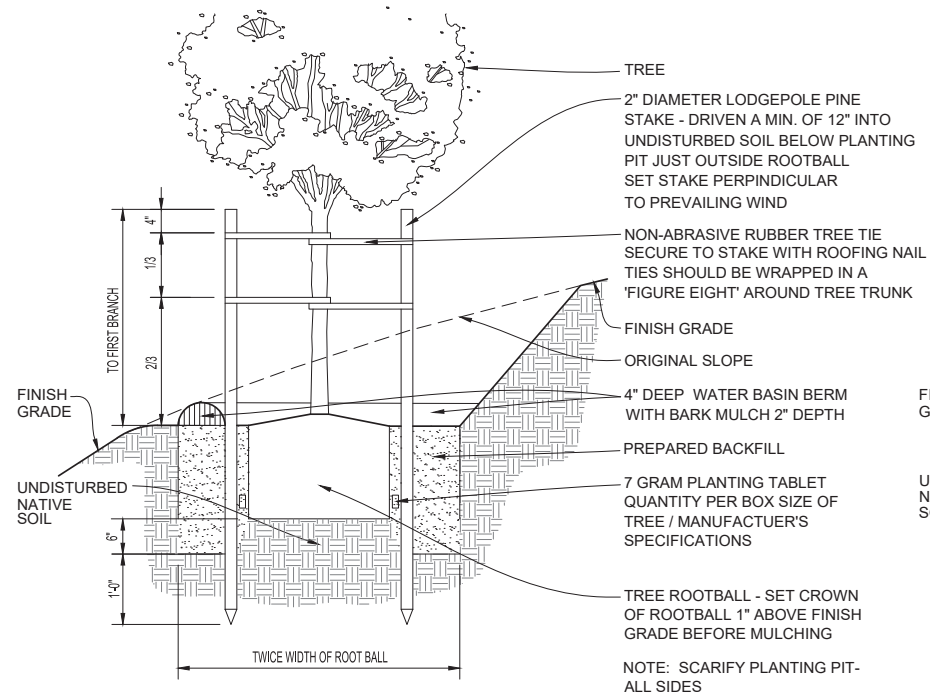 TREE
2" DIAMETER LODGEPOLE PINE
STAKE - DRIVEN A MIN. OF 12" INTO
UNDISTURBED SOIL BELOW PLANTING
PIT JUST OUTSIDE ROOTBALL
SET STAKE PERPINDICULAR
TO PREVAILING WIND
NON-ABRASIVE RUBBER TREE TIE
SECURE TO STAKE WITH ROOFING NAIL
TIES SHOULD BE WRAPPED IN A
'FIGURE EIGHT' AROUND TREE TRUNK
FINISH GRADE
ORIGINAL SLOPE
4" DEEP WATER BASIN BERM
WITH BARK MULCH 2" DEPTH
PREPARED BACKFILL
7 GRAM PLANTING TABLET
QUANTITY PER BOX SIZE OF
TREE / MANUFACTUER'S
SPECIFICATIONS
TREE ROOTBALL - SET CROWN
OF ROOTBALL 1" ABOVE FINISH
GRADE BEFORE MULCHING
NOTE: SCARIFY PLANTING PIT-
ALL SIDES
4"
1/3
TO FIRST BRANCH
2/3
FINISH
GRADE
UNDISTURBED
NATIVE
SOIL
6"
1'-0"
TWICE WIDTH OF ROOT BALL